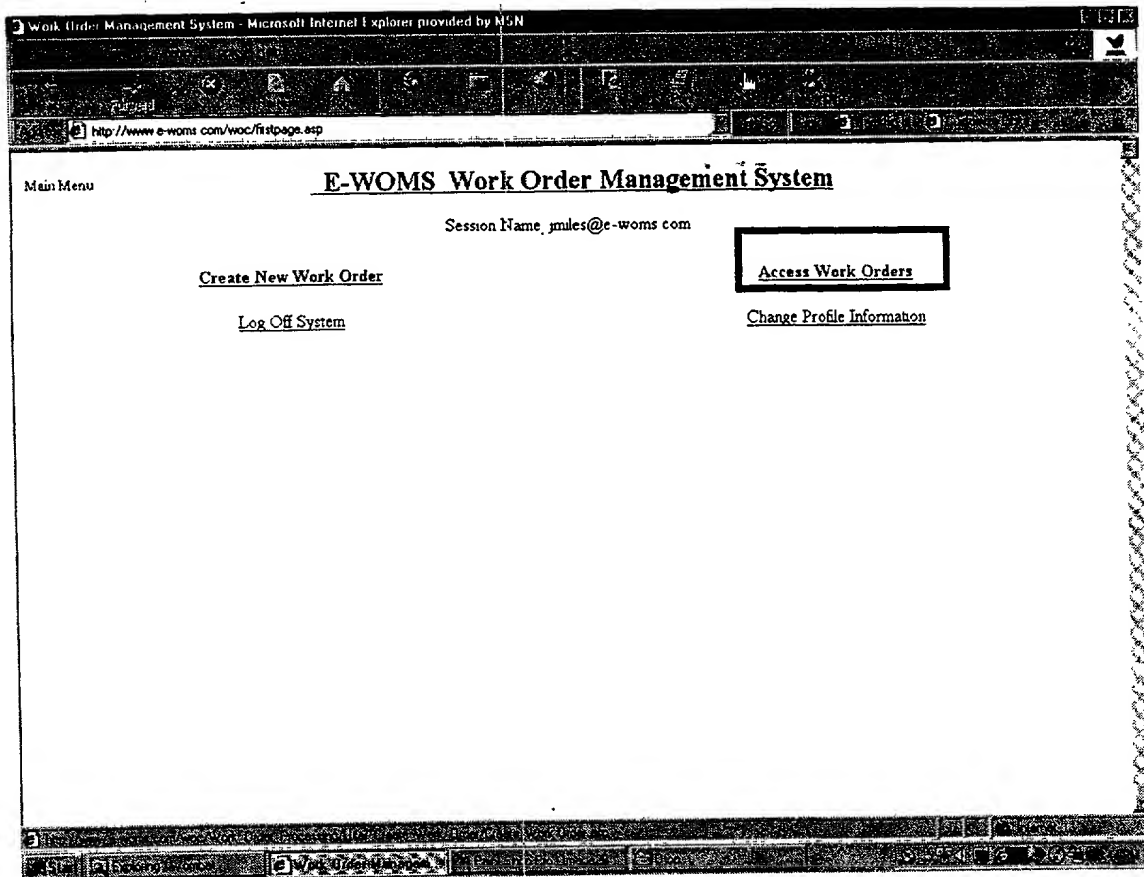 Work Order Management System - Microsoft Internet Explorer provided by MSN
Forward
http://www e-woms com/woc/firstpage.asp
Main Menu
E-WOMS Work Order Management System
Session Name, jmiles@e-woms com
Create New Work Order
Access Work Orders
Log Off System
Change Profile Information
Start